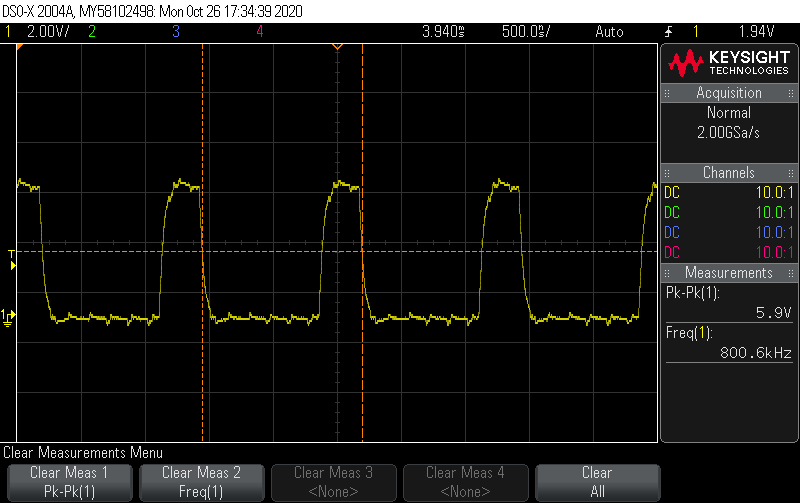 DSO-X 2004A, MY58102498: Mon Oct 26 17:34:39 2020
1 2.00V/ 2 3 4 3.940s 500.0s/ Auto 1 1.94V
KEYSIGHT
TECHNOLOGIES
Acquisition
Normal
2.00GSa/s
Channels
DC 10.0:1
DC 10.0:1
DC 10.0:1
DC 10.0:1
Measurements
Pk-Pk(1):
5.9V
Freq(1):
800.6kHz
T
1
Clear Measurements Menu
Clear Meas 1
Pk-Pk(1)
Clear Meas 2
Freq(1)
Clear Meas 3
<None>
Clear Meas 4
<None>
Clear
All